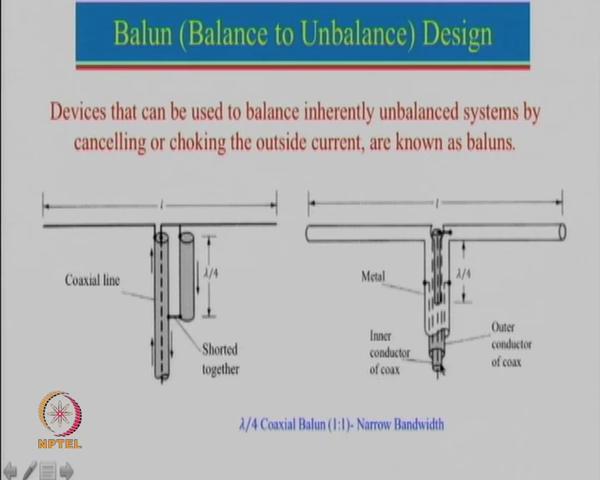 Balun (Balance to Unbalance) Design
Devices that can be used to balance inherently unbalanced systems by
cancelling or choking the outside current, are known as baluns.
l
l
Coaxial line
λ/4
Shorted
together
Metal
λ/4
Inner
conductor
of coax
Outer
conductor
of coax
λ/4 Coaxial Balun (1:1)- Narrow Bandwidth
NPTEL